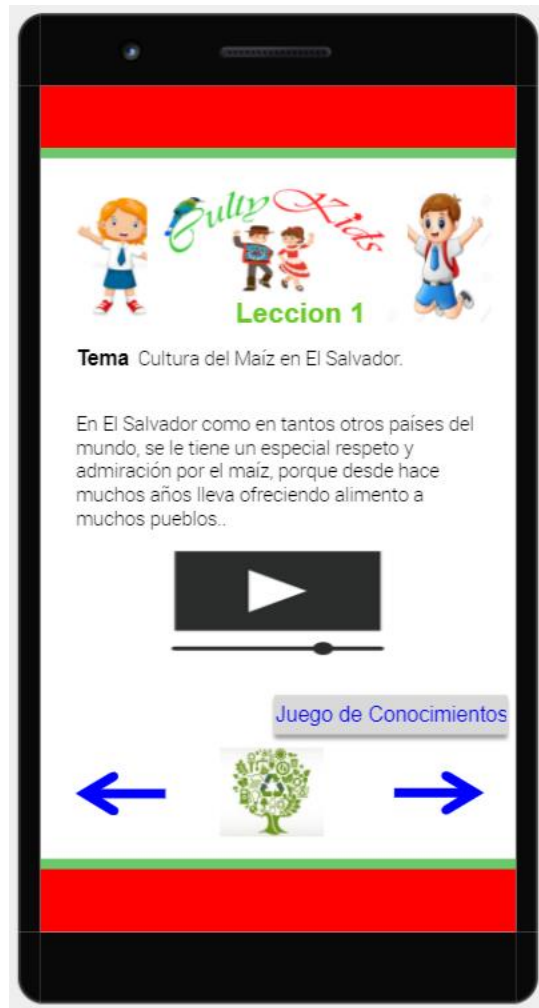 Culty Kids
Leccion 1
Tema Cultura del Maíz en El Salvador.
En El Salvador como en tantos otros países del
mundo, se le tiene un especial respeto y
admiración por el maíz, porque desde hace
muchos años lleva ofreciendo alimento a
muchos pueblos..
Juego de Conocimientos